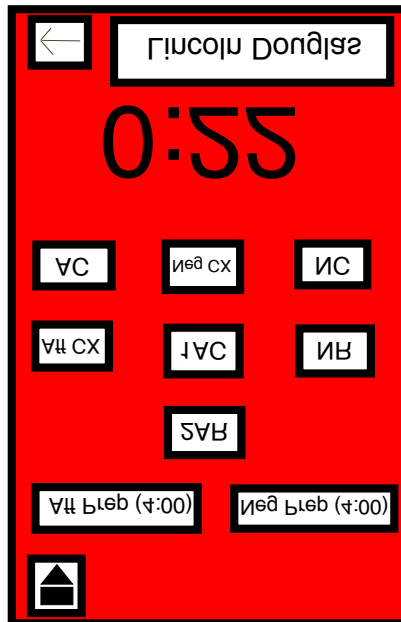 Lincoln Douglas
0:22
AC
Neg CX
NC
Aff CX
1AC
NR
2AR
Aff Prep (4:00)
Neg Prep (4:00)